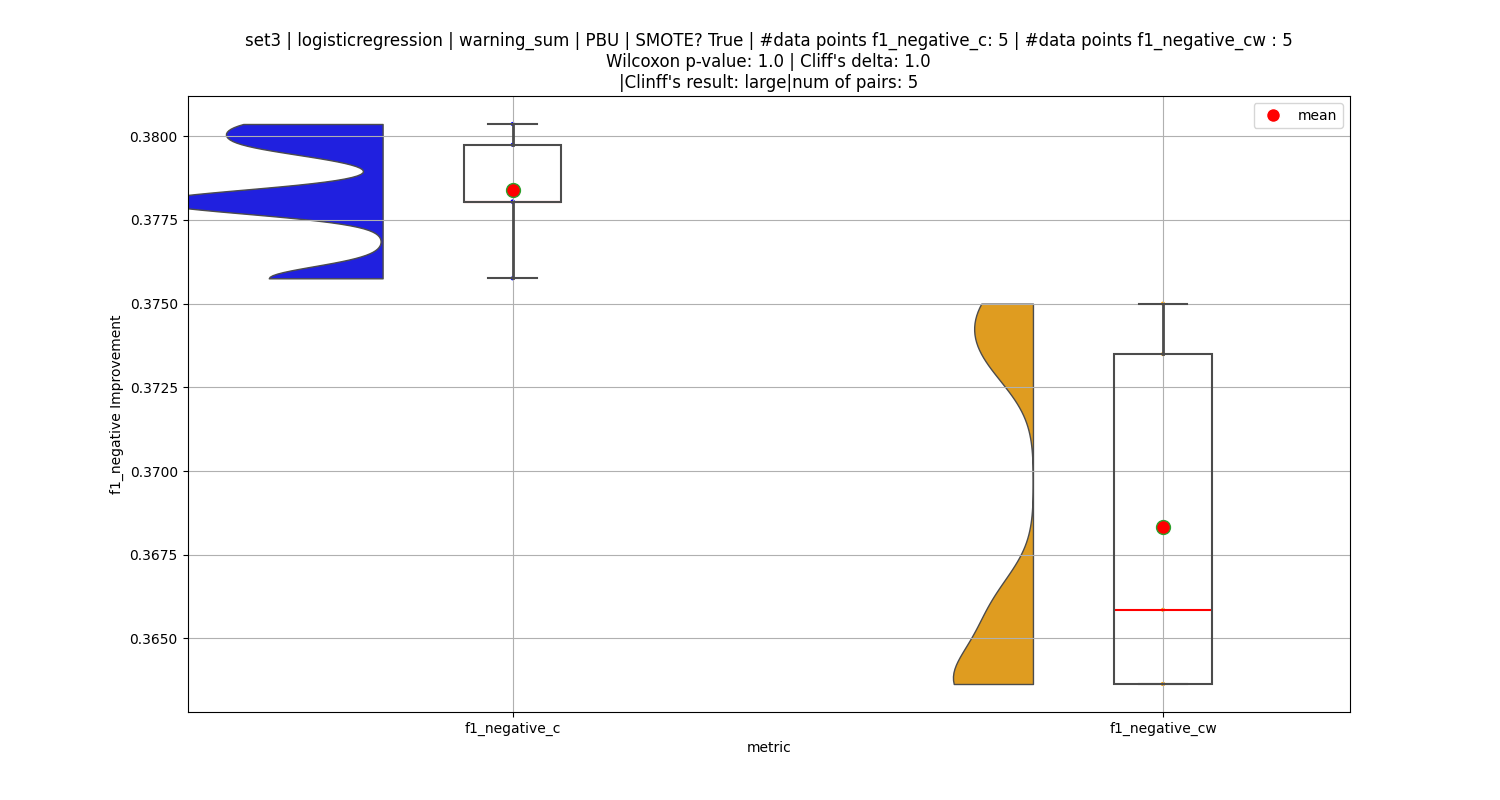 set3 | logisticregression | warning_sum | PBU | SMOTE? True | #data points f1_negative_c: 5 | #data points f1_negative_cw : 5
Wilcoxon p-value: 1.0 | Cliff's delta: 1.0
|Clinff's result: large|num of pairs: 5
mean
0.3800
0.3775
0.3750
0.3725
0.3700
0.3675
0.3650
f1_negative Improvement
f1_negative_c
f1_negative_cw
metric